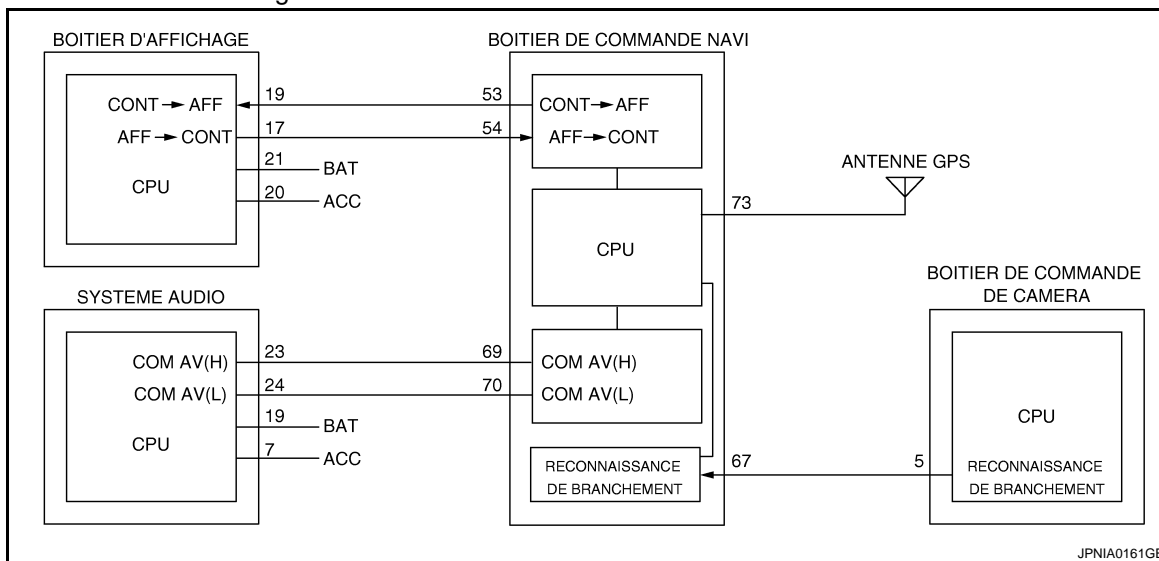 BOITIER D'AFFICHAGE
CONT → AFF
AFF → CONT
CPU
19
17
21
BAT
20
ACC
SYSTEME AUDIO
COM AV(H)
COM AV(L)
CPU
23
24
19
BAT
7
ACC
BOITIER DE COMMANDE NAVI
53
54
CONT → AFF
AFF → CONT
CPU
69
70
COM AV(H)
COM AV(L)
RECONNAISSANCE
DE BRANCHEMENT
73
67
ANTENNE GPS
BOITIER DE COMMANDE
DE CAMERA
5
CPU
RECONNAISSANCE
DE BRANCHEMENT